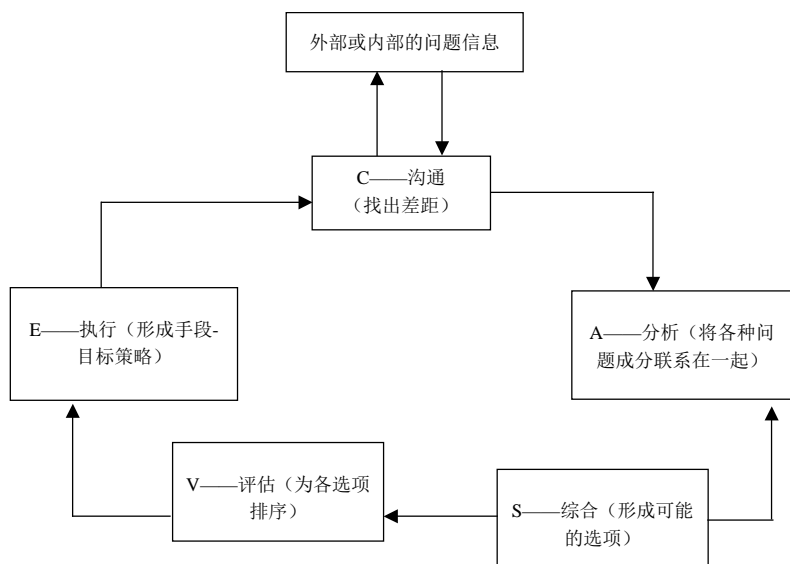 外部或内部的问题信息
C——沟通
（找出差距）
E——执行（形成手段-
目标策略）
A——分析（将各种问
题成分联系在一起）
V——评估（为各选项
排序）
S——综合（形成可能
的选项）